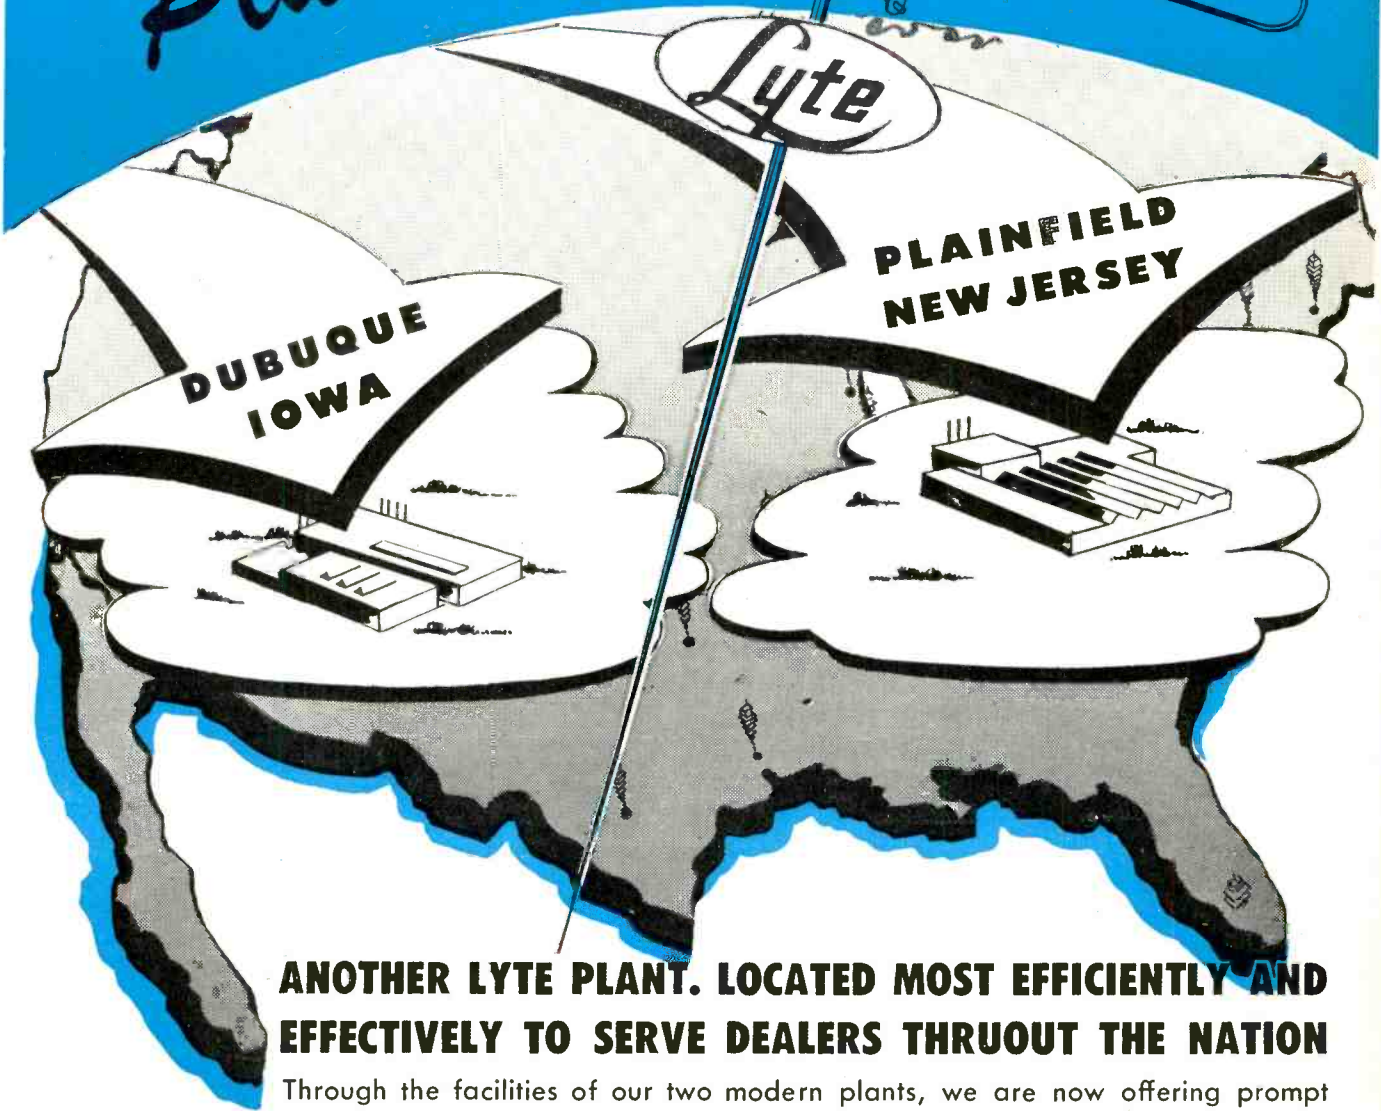 Lyte
PLAINFIELD
NEW JERSEY
DUBUQUE
IOWA
ANOTHER LYTE PLANT. LOCATED MOST EFFICIENTLY AND
EFFECTIVELY TO SERVE DEALERS THRUOUT THE NATION
Through the facilities of our two modern plants, we are now offering prompt